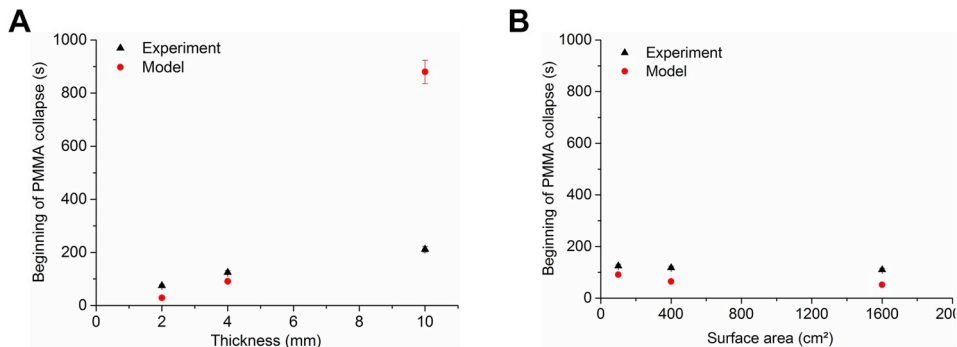 A
Beginning of PMMA collapse (s)
1000
800
600
400
200
0
Experiment
Model
0 2 4 6 8 10
Thickness (mm)
B
Beginning of PMMA collapse (s)
1000
800
600
400
200
0
Experiment
Model
0 400 800 1200 1600 200
Surface area (cm²)